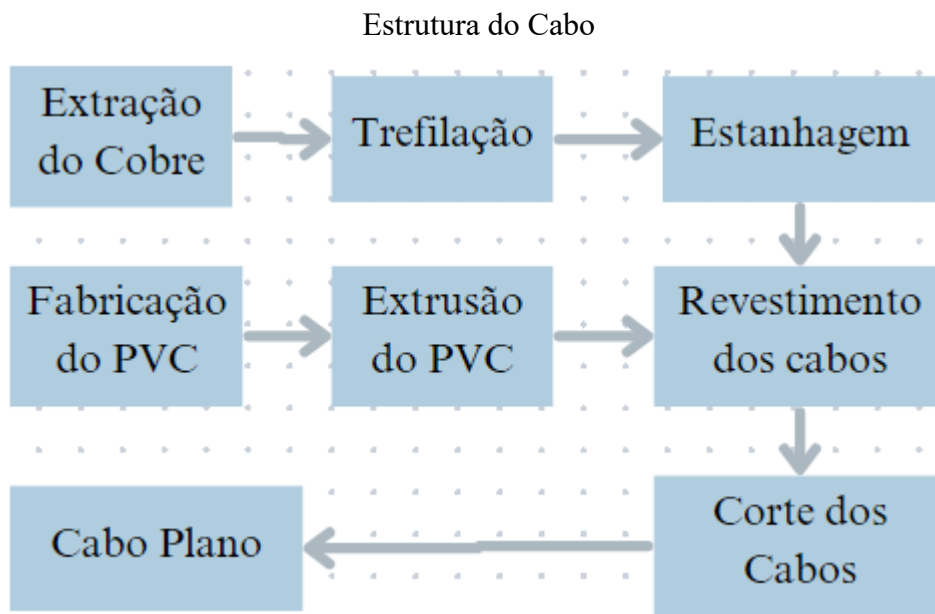 Estrutura do Cabo
Extração
do Cobre
Trefilação
Estanhagem
Fabricação
do PVC
Extrusão
do PVC
Revestimento
dos cabos
Cabo Plano
Corte dos
Cabos